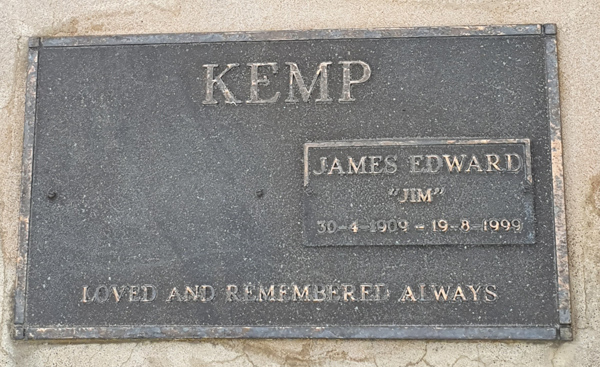 KEMP
JAMES EDWARD
"JIM"
30-4-1909 - 19-8-1999
LOVED AND REMEMBERED ALWAYS